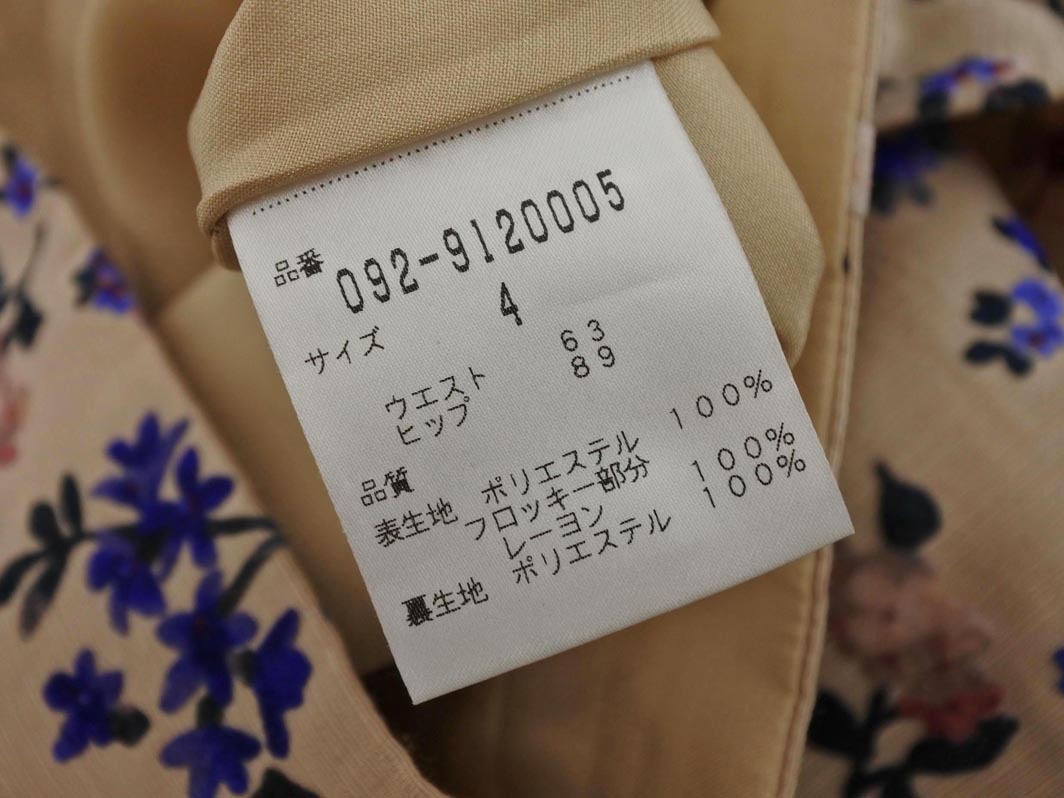 品番 092-9120005
サイズ 4
ウエスト 63
ヒップ 89
品質
表生地 ポリエステル 100%
フロッキー部分
レーヨン 100%
裏生地 ポリエステル 100%